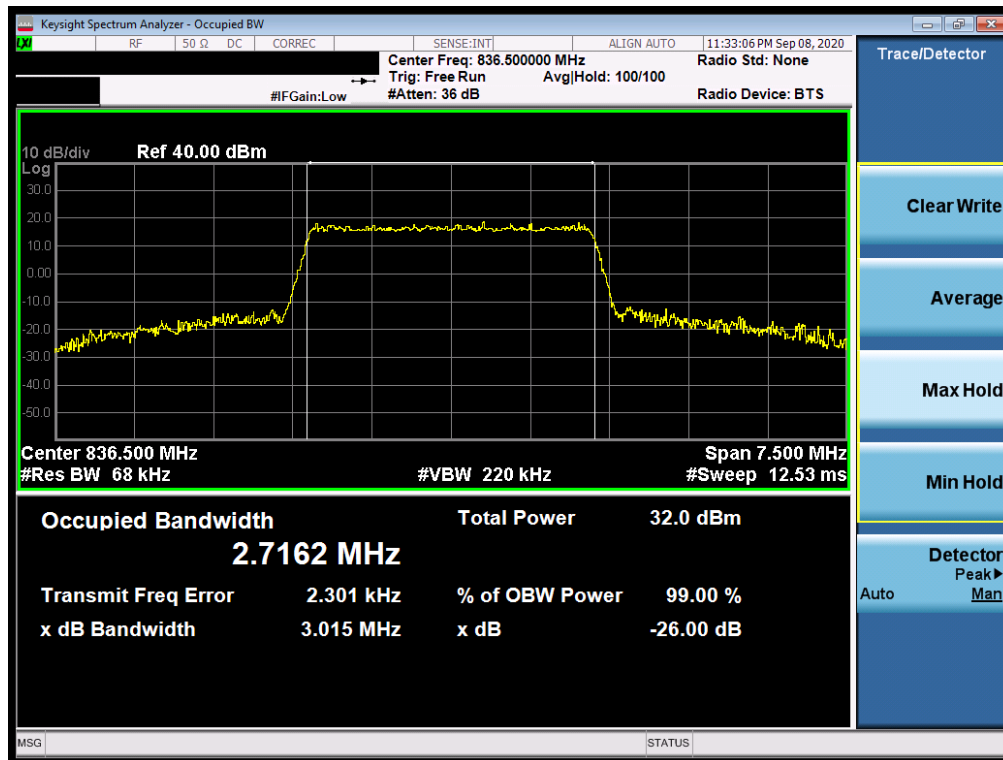 Keysight Spectrum Analyzer - Occupied BW
LXI RF 50 Ω DC CORREC SENSE:INT ALIGN AUTO 11:33:06 PM Sep 08, 2020
Center Freq: 836.500000 MHz Radio Std: None
Trig: Free Run Avg|Hold: 100/100
#IFGain:Low #Atten: 36 dB Radio Device: BTS
10 dB/div Ref 40.00 dBm
Log
30.0
20.0
10.0
0.00
-10.0
-20.0
-30.0
-40.0
-50.0
Center 836.500 MHz Span 7.500 MHz
#Res BW 68 kHz #VBW 220 kHz #Sweep 12.53 ms
Occupied Bandwidth Total Power 32.0 dBm
2.7162 MHz
Transmit Freq Error 2.301 kHz % of OBW Power 99.00 %
x dB Bandwidth 3.015 MHz x dB -26.00 dB
MSG STATUS
Trace/Detector
Clear Write
Average
Max Hold
Min Hold
Detector
Peak▶
Auto Man